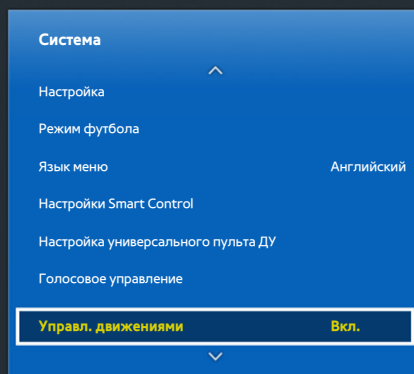 Система
Настройка
Режим футбола
Язык меню Английский
Настройки Smart Control
Настройка универсального пульта ДУ
Голосовое управление
Управл. движениями Вкл.